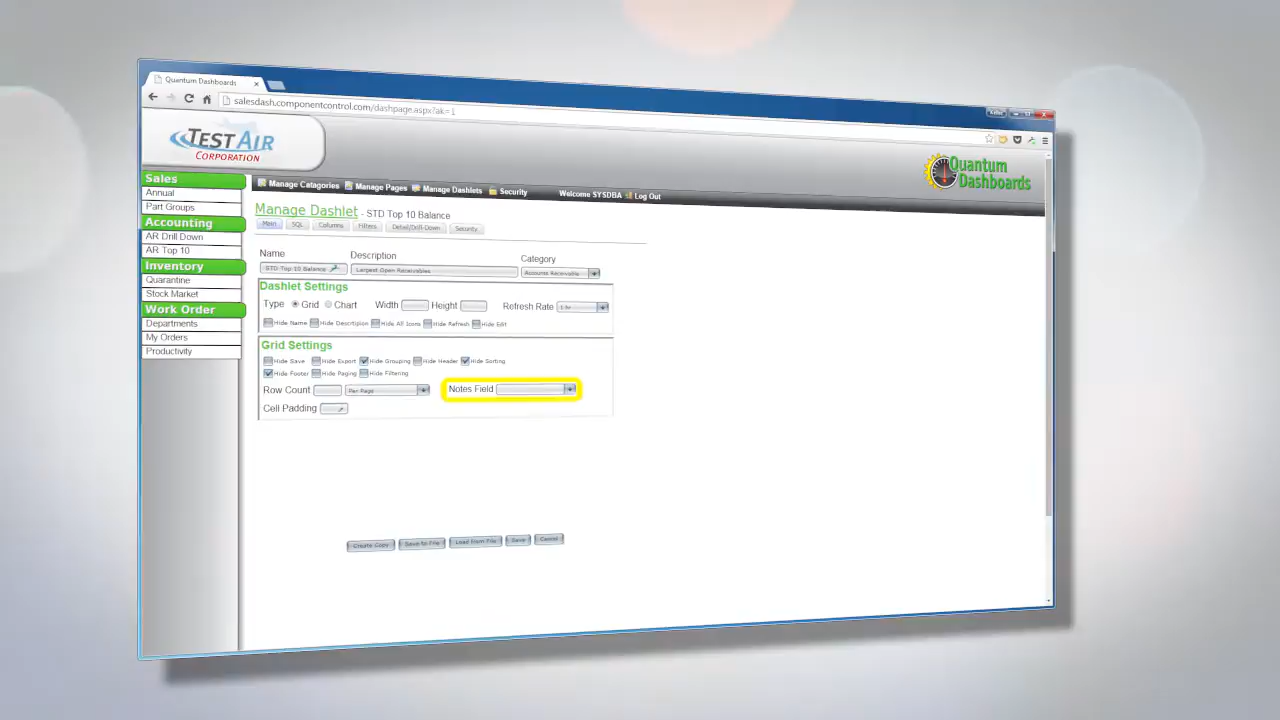 Quantum Dashboards
salesdash.componentcontrol.com/dashpage.aspx?ak=1
TEST AIR
CORPORATION
Quantum
Dashboards
Manage Catagories Manage Pages Manage Dashlets Security Welcome SYSDBA Log Out
Sales
Annual
Part Groups
Accounting
AR Drill Down
AR Top 10
Inventory
Quarantine
Stock Market
Work Order
Departments
My Orders
Productivity
Manage Dashlet - STD Top 10 Balance
Main SQL Columns Filters Detail/Drill-Down Security
Name Description Category
STD Top 10 Balance Largest Open Receivables Accounts Receivable
Dashlet Settings
Type Grid Chart Width Height Refresh Rate
Hide Name Hide Description Hide All Icons Hide Refresh Hide Edit
Grid Settings
Hide Save Hide Export Hide Grouping Hide Header Hide Sorting
Hide Footer Hide Paging Hide Filtering
Row Count Per Page Notes Field
Cell Padding
Create Copy Save to File Load From File Save Cancel